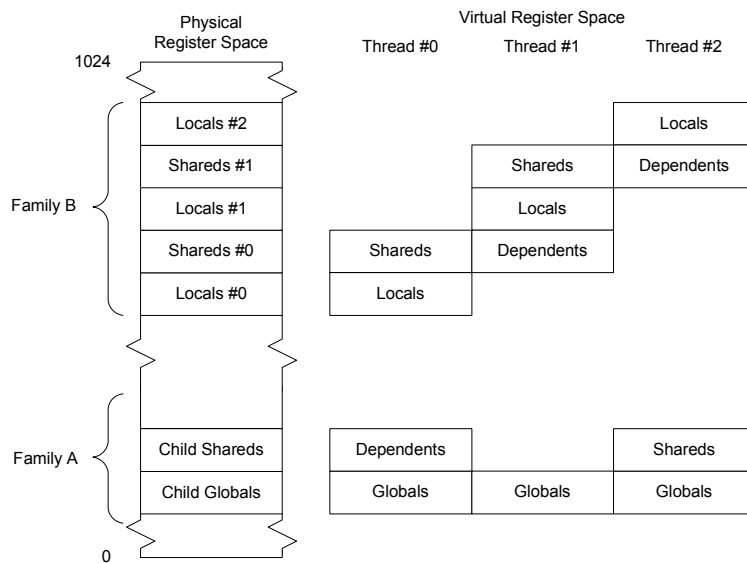 Physical
Register Space
Virtual Register Space
Thread #0 Thread #1 Thread #2
1024
Locals #2 Locals
Shareds #1 Shareds Dependents
Family B Locals #1 Locals
Shareds #0 Shareds Dependents
Locals #0 Locals
Family A
Child Shareds Dependents Shareds
Child Globals Globals Globals Globals
0